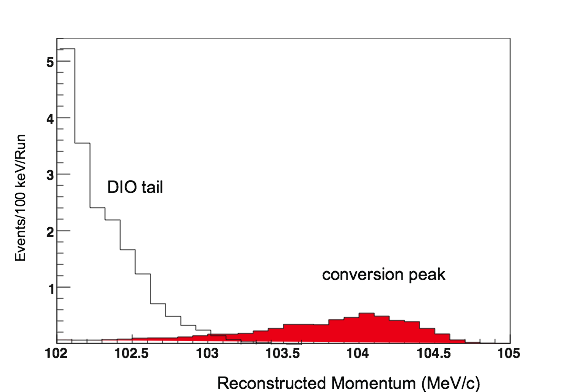 5
4
3
2
1
Events/100 keV/Run
DIO tail
conversion peak
102 102.5 103 103.5 104 104.5 105
Reconstructed Momentum (MeV/c)